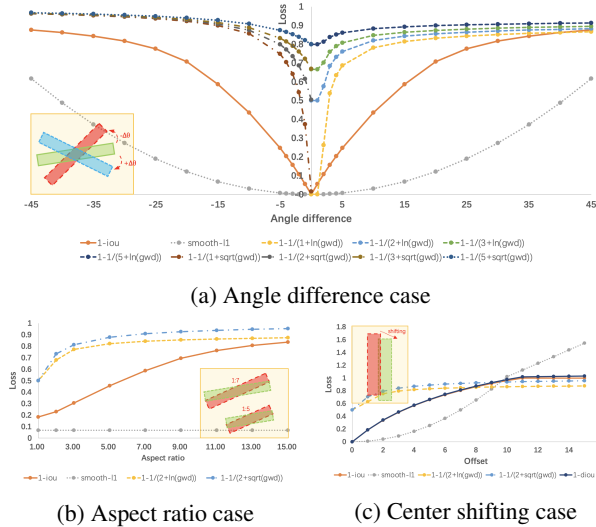 Loss
1
0.9
0.8
0.7
0.6
0.5
0.4
0.3
0.2
0.1
0
-Δθ
+Δθ
-45 -35 -25 -15 -5 5 15 25 35 45
Angle difference
1-iou smooth-l1 1-1/(1+ln(gwd)) 1-1/(2+ln(gwd)) 1-1/(3+ln(gwd))
1-1/(5+ln(gwd)) 1-1/(1+sqrt(gwd)) 1-1/(2+sqrt(gwd)) 1-1/(3+sqrt(gwd)) 1-1/(5+sqrt(gwd))
(a) Angle difference case
Loss
1
0.9
0.8
0.7
0.6
0.5
0.4
0.3
0.2
0.1
0
1:7
1:5
1.00 3.00 5.00 7.00 9.00 11.00 13.00 15.00
Aspect ratio
1-iou smooth-l1 1-1/(2+ln(gwd)) 1-1/(2+sqrt(gwd))
(b) Aspect ratio case
Loss
1.8
1.6
1.4
1.2
1
0.8
0.6
0.4
0.2
0
shifting
0 2 4 6 8 10 12 14
Offset
1-iou smooth-l1 1-1/(2+ln(gwd)) 1-1/(2+sqrt(gwd)) 1-diou
(c) Center shifting case